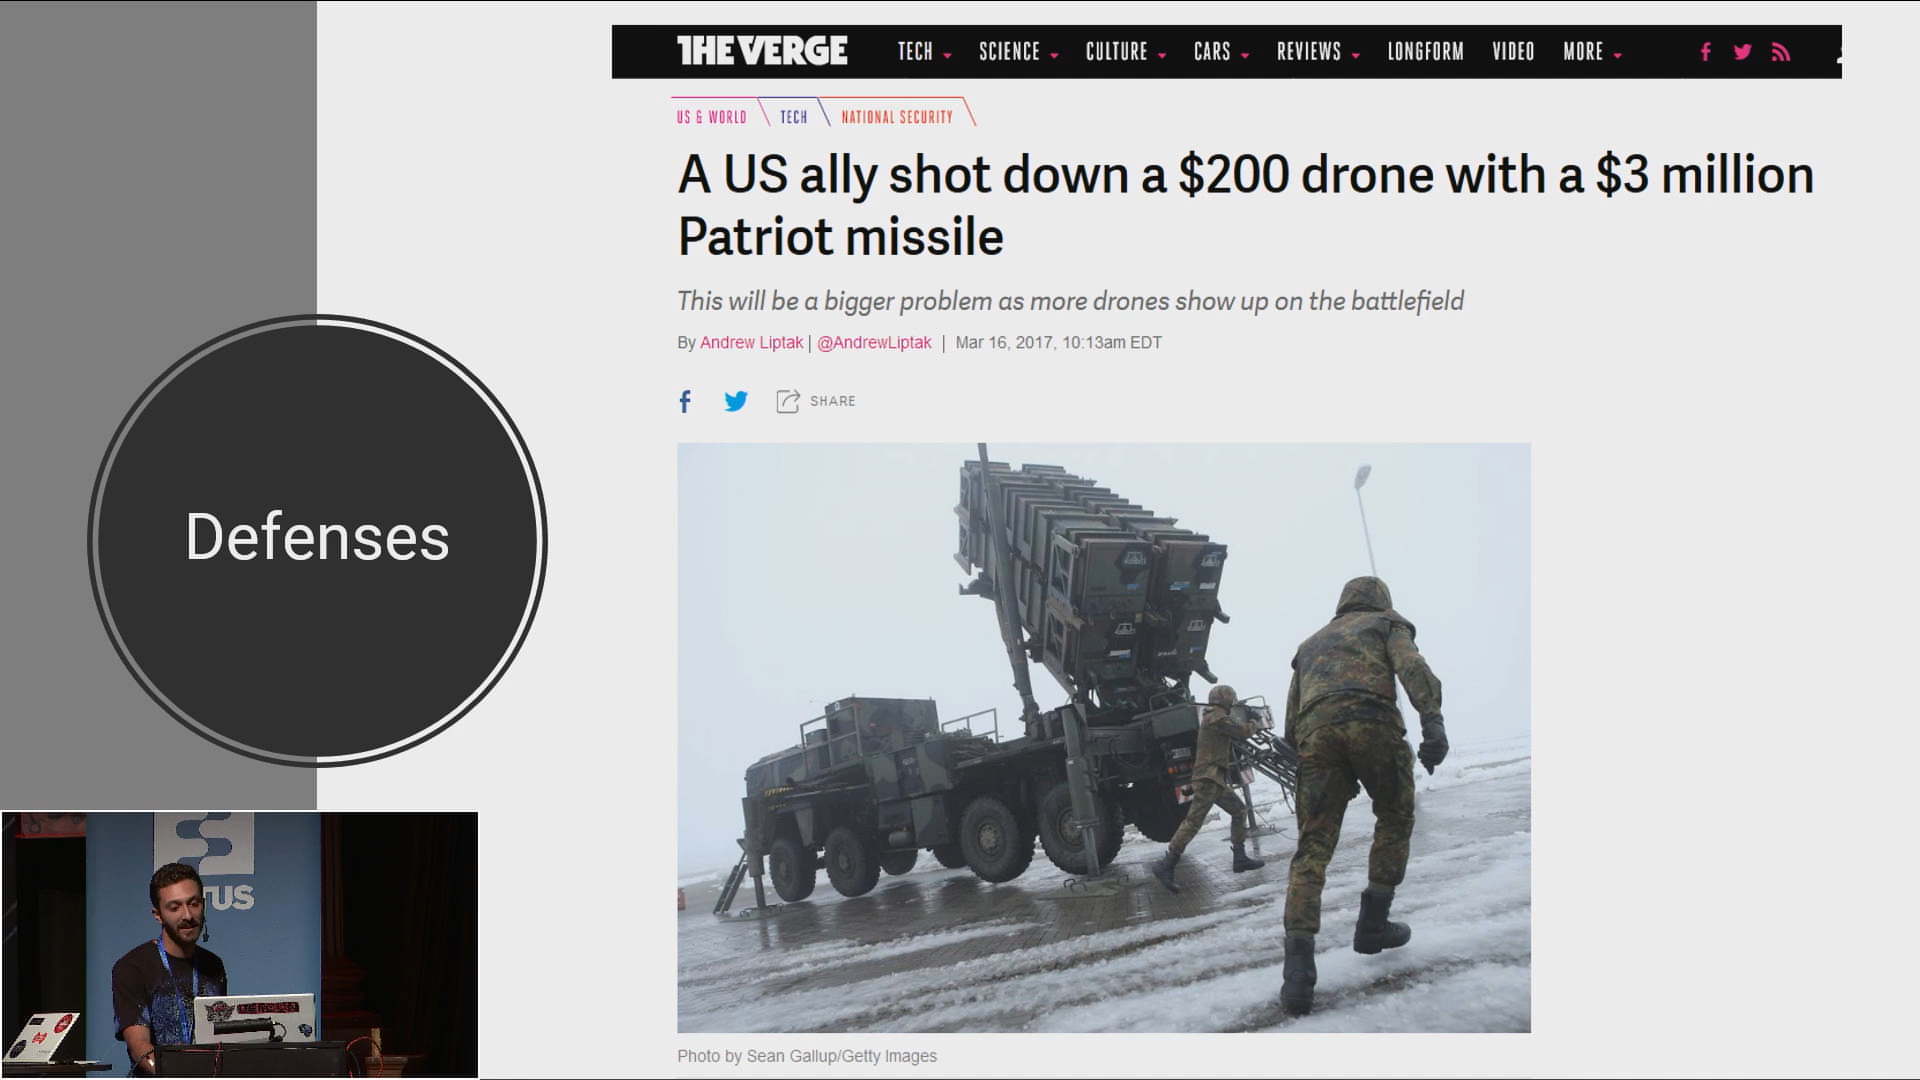 THE VERGE TECH SCIENCE CULTURE CARS REVIEWS LONGFORM VIDEO MORE
US & WORLD TECH NATIONAL SECURITY
A US ally shot down a $200 drone with a $3 million
Patriot missile
This will be a bigger problem as more drones show up on the battlefield
By Andrew Liptak | @AndrewLiptak | Mar 16, 2017, 10:13am EDT
SHARE
Defenses
TUS
Photo by Sean Gallup/Getty Images